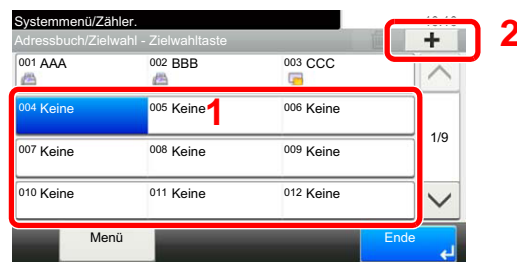 Systemmenü/Zähler.
Adressbuch/Zielwahl - Zielwahltaste
+ 2
001 AAA 002 BBB 003 CCC
004 Keine 005 Keine 1 006 Keine
1/9
007 Keine 008 Keine 009 Keine
010 Keine 011 Keine 012 Keine
Menü Ende